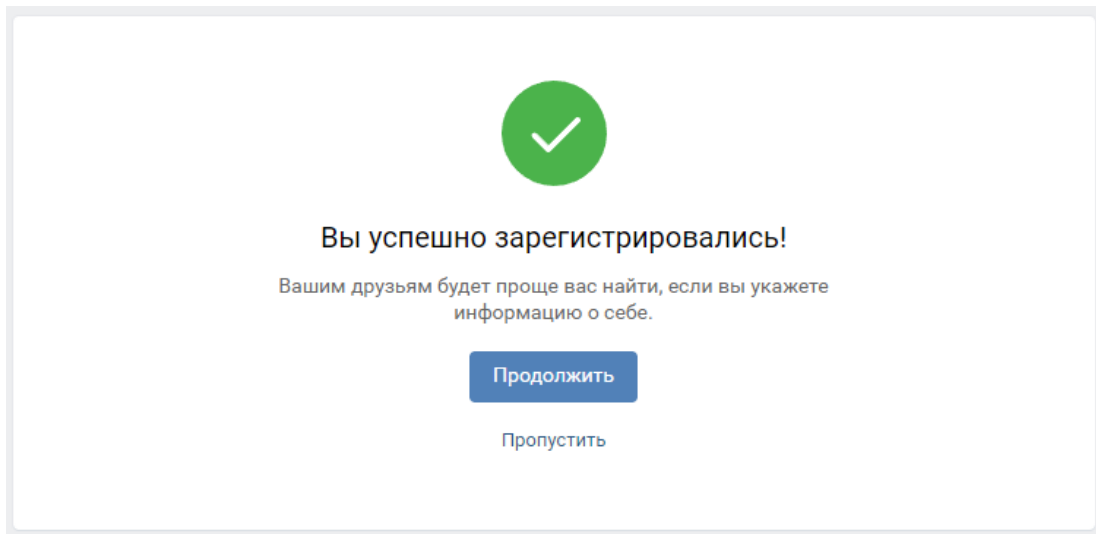 Вы успешно зарегистрировались!
Вашим друзьям будет проще вас найти, если вы укажете
информацию о себе.
Продолжить
Пропустить